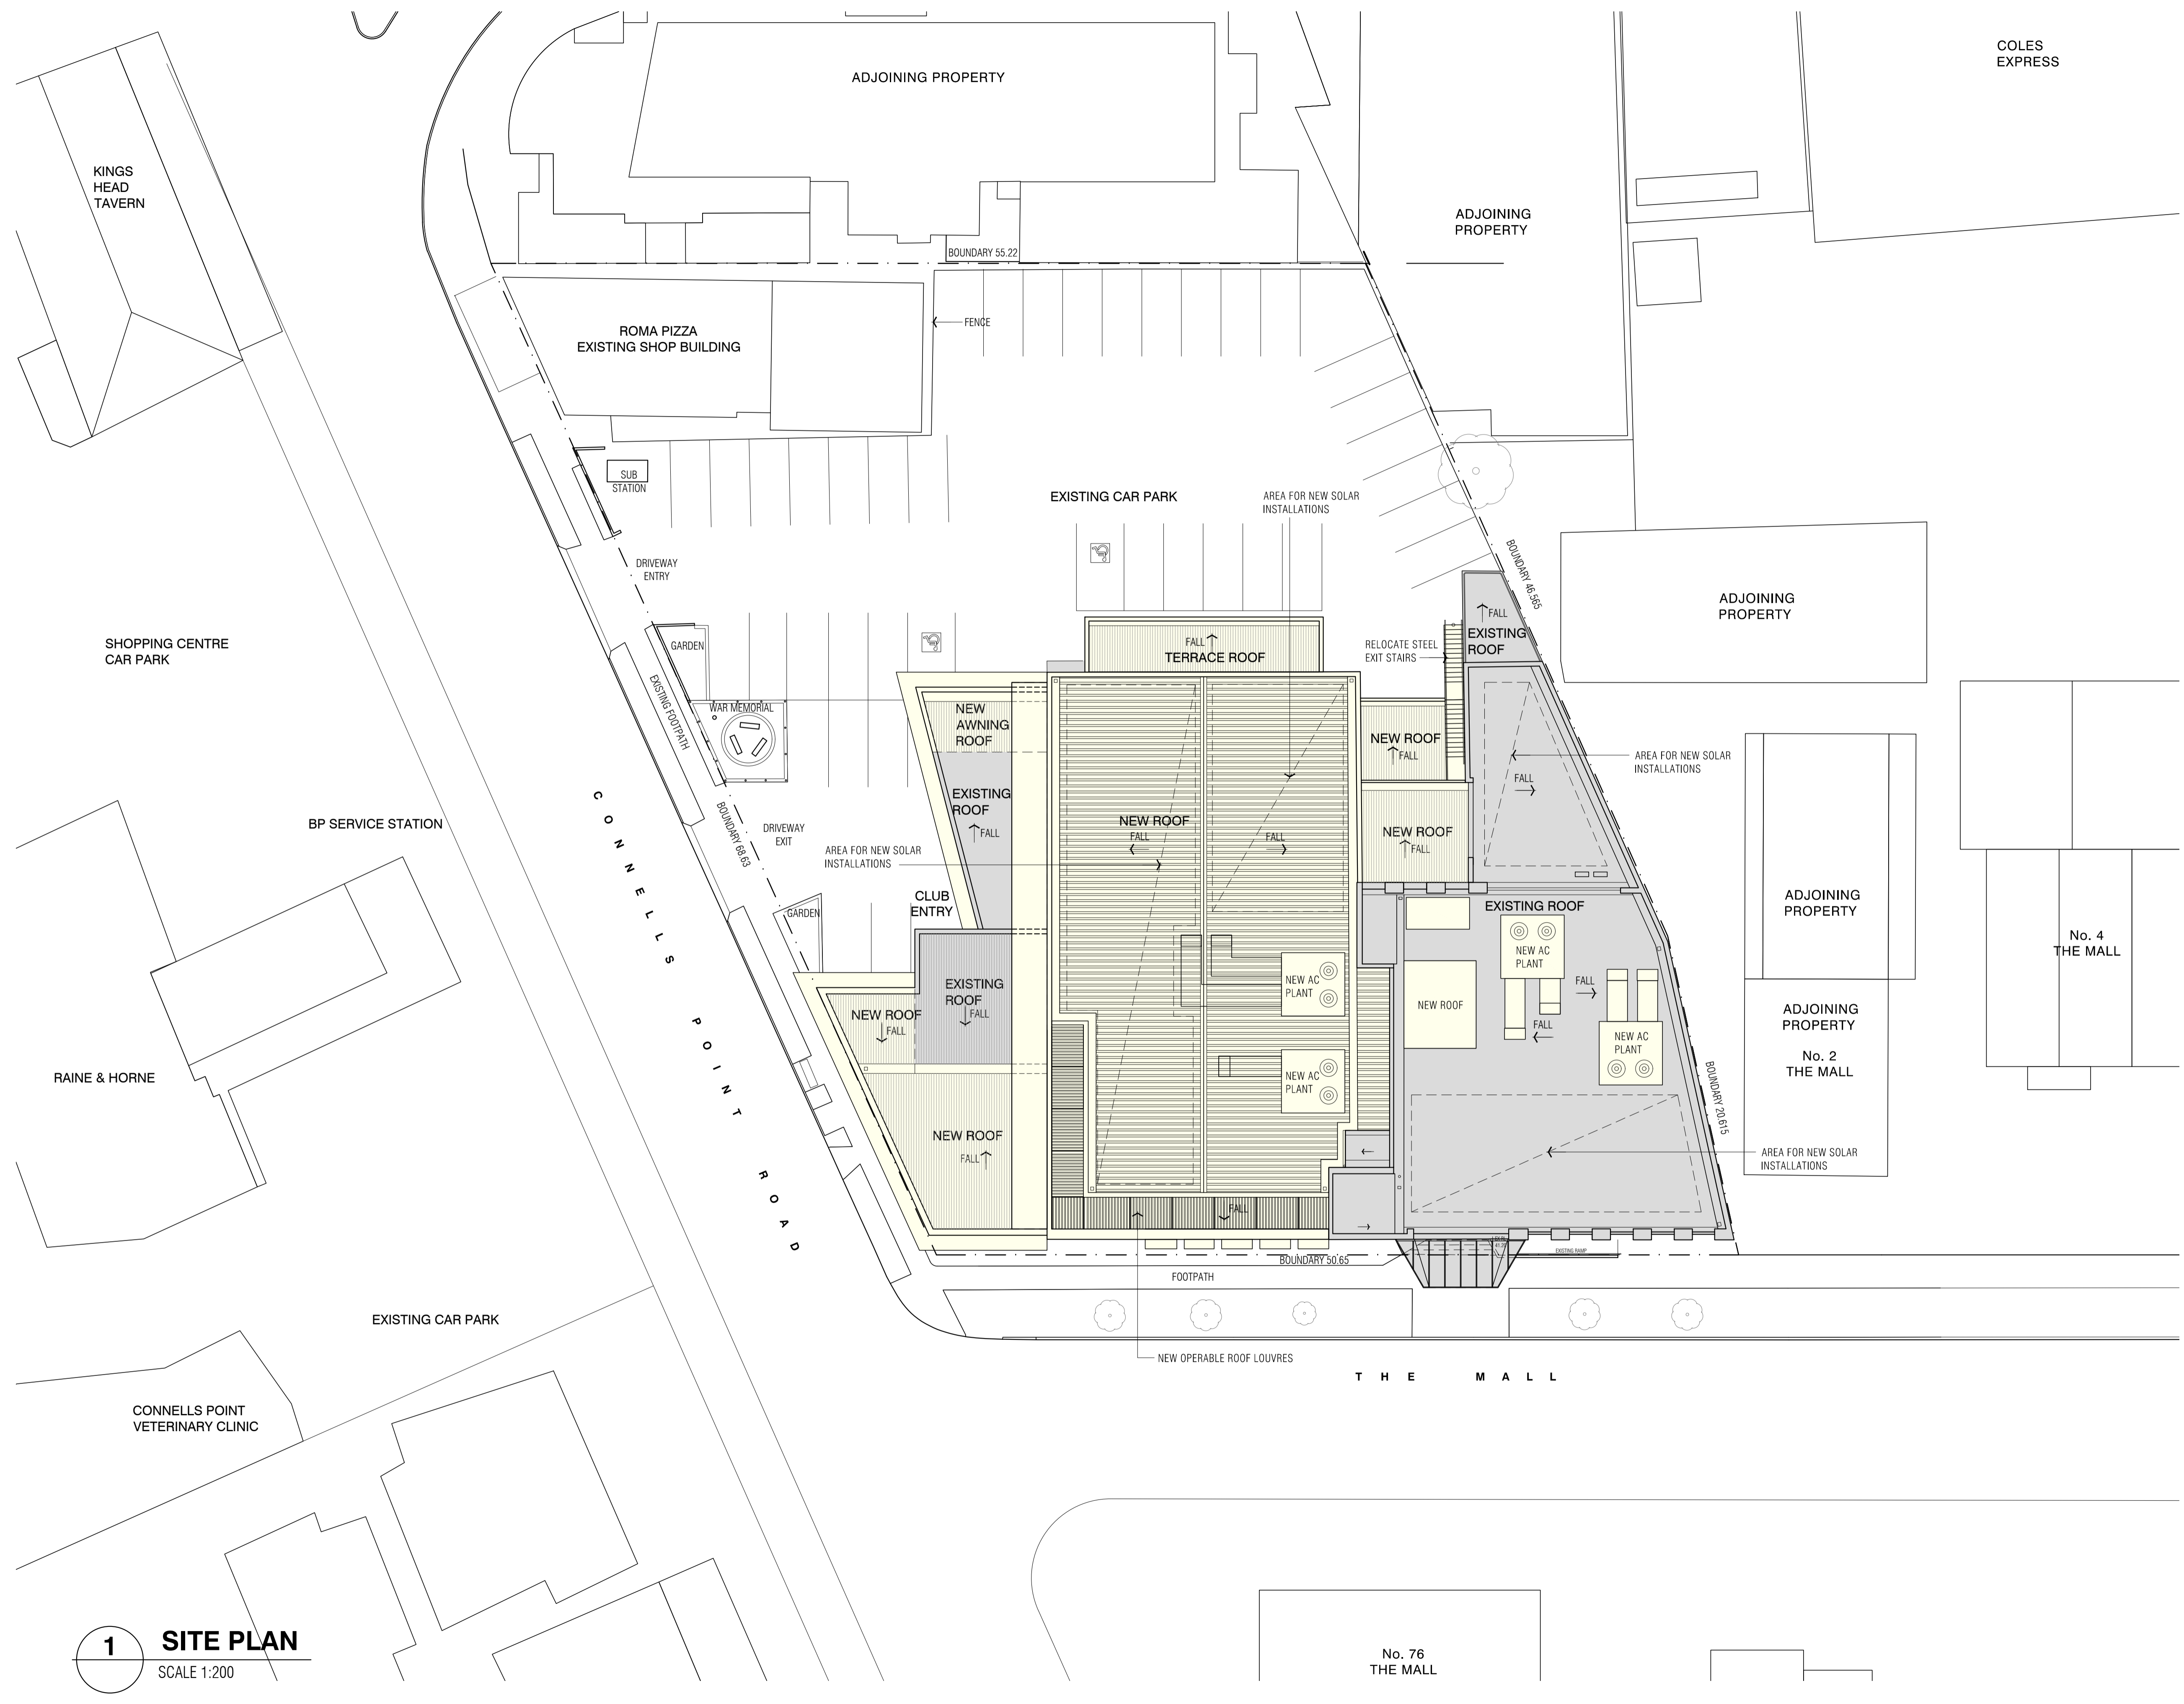 COLES
EXPRESS
ADJOINING PROPERTY
KINGS
HEAD
TAVERN
ADJOINING
PROPERTY
BOUNDARY 55.22
ROMA PIZZA
EXISTING SHOP BUILDING
FENCE
SUB
STATION
EXISTING CAR PARK
AREA FOR NEW SOLAR
INSTALLATIONS
DRIVEWAY
ENTRY
BOUNDARY 46.565
ADJOINING
PROPERTY
SHOPPING CENTRE
CAR PARK
GARDEN
EXISTING FOOTPATH
WAR MEMORIAL
FALL
TERRACE ROOF
RELOCATE STEEL
EXIT STAIRS
FALL
EXISTING
ROOF
NEW
AWNING
ROOF
NEW ROOF
FALL
AREA FOR NEW SOLAR
INSTALLATIONS
FALL
EXISTING
ROOF
FALL
BP SERVICE STATION
BOUNDARY 68.63
DRIVEWAY
EXIT
AREA FOR NEW SOLAR
INSTALLATIONS
NEW ROOF
FALL
FALL
NEW ROOF
FALL
CLUB
ENTRY
GARDEN
EXISTING ROOF
ADJOINING
PROPERTY
No. 4
THE MALL
NEW AC
PLANT
EXISTING
ROOF
FALL
NEW AC
PLANT
NEW ROOF
FALL
FALL
NEW AC
PLANT
NEW ROOF
FALL
ADJOINING
PROPERTY
No. 2
THE MALL
RAINE & HORNE
NEW AC
PLANT
BOUNDARY 20.615
CONNELLS POINT ROAD
NEW ROOF
FALL
AREA FOR NEW SOLAR
INSTALLATIONS
FALL
EXISTING RAMP
BOUNDARY 50.65
FOOTPATH
EXISTING CAR PARK
NEW OPERABLE ROOF LOUVRES
THE MALL
CONNELLS POINT
VETERINARY CLINIC
1
SITE PLAN
SCALE 1:200
No. 76
THE MALL